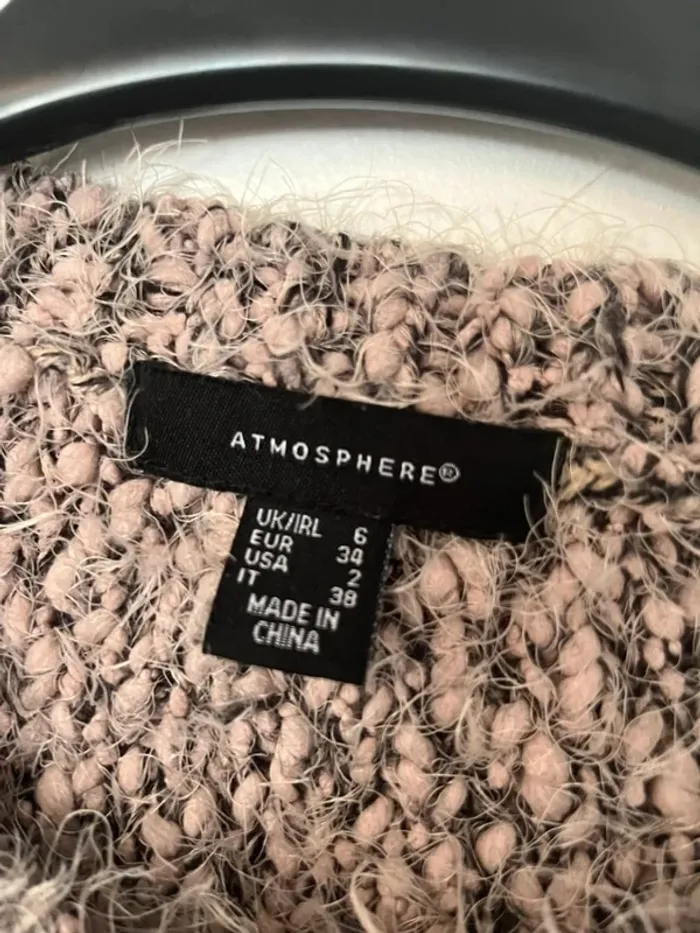 ATMOSPHERE®
UK/IRL 6
EUR 34
USA 2
IT 38
MADE IN
CHINA